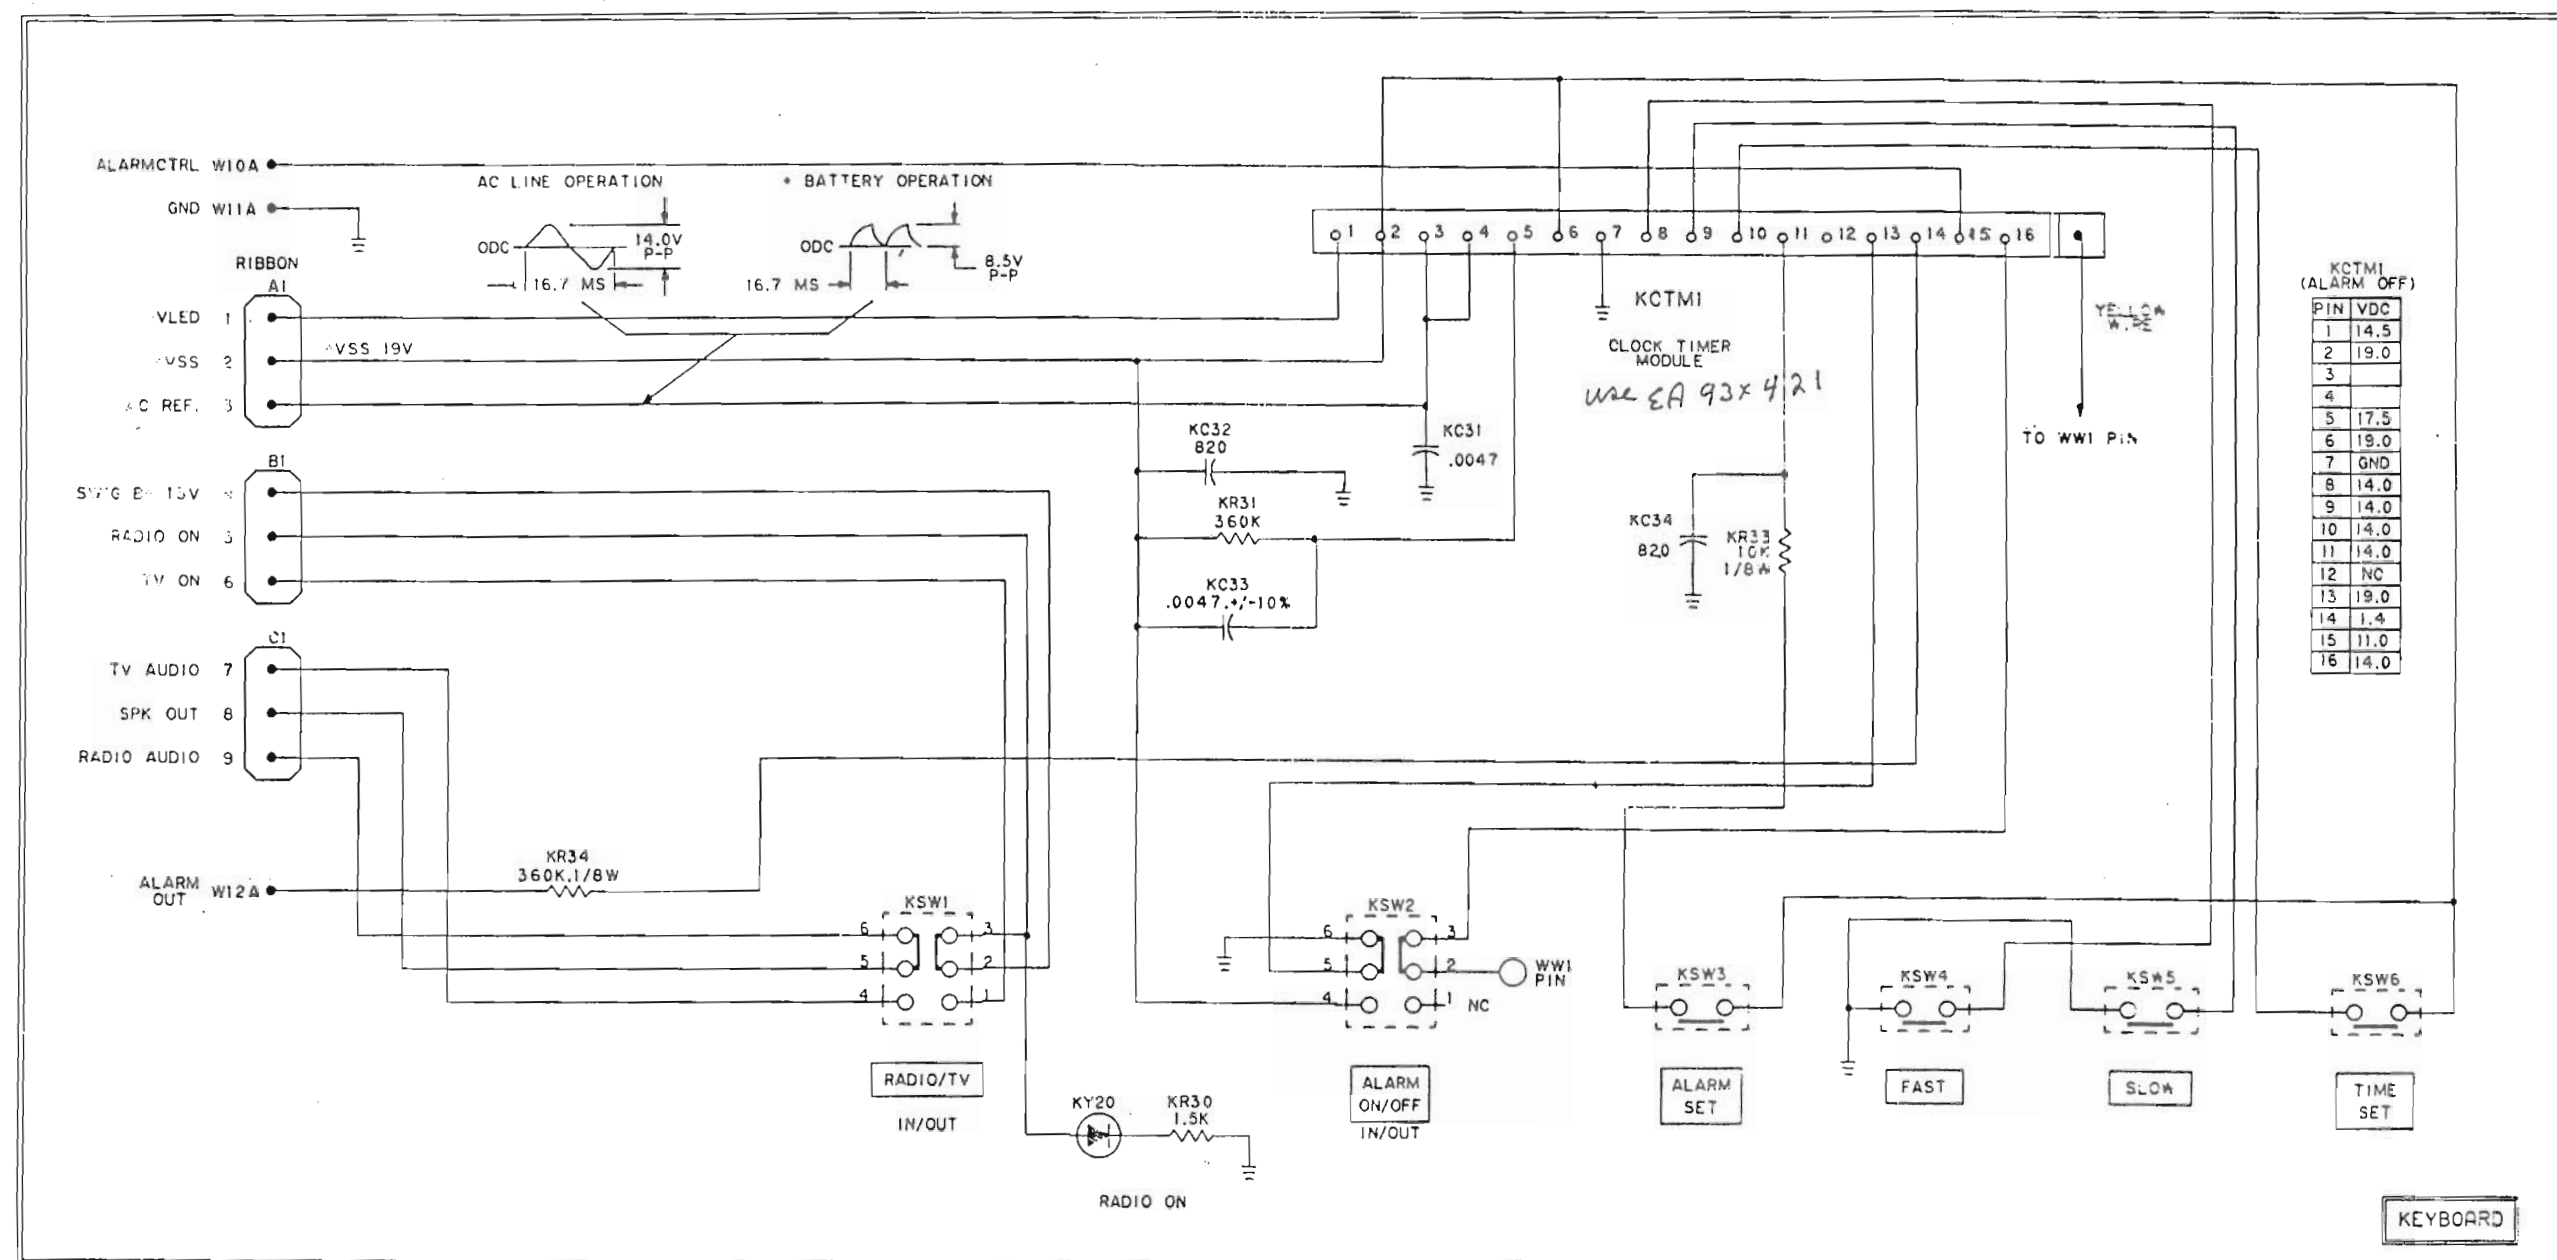 ALARMCTRL W10A
GND W11A
AC LINE OPERATION
* BATTERY OPERATION
0DC
14.0V
P-P
16.7 MS
0DC
8.5V
P-P
16.7 MS
RIBBON
A1
VLED 1
VSS 2
VSS 19V
C REF. 3
B1
B+ 15V
RADIO ON
TV ON 6
C1
TV AUDIO 7
SPK OUT 8
RADIO AUDIO 9
ALARM
OUT W12A
KR34
360K,1/8W
KSW1
6 3
5 2
4 1
RADIO/TV
IN/OUT
KY20
KR30
1.5K
RADIO ON
1 2 3 4 5 6 7 8 9 10 11 12 13 14 15 16
KCTM1
CLOCK TIMER
MODULE
use EA 93x 421
YELLOW
WIRE
TO WW1 PIN
KC32
820
KC31
.0047
KR31
360K
KC33
.0047,+/-10%
KC34
820
KR33
10K
1/8W
KSW2
6 3
5 2
4 1 NC
WW1
PIN
ALARM
ON/OFF
IN/OUT
KSW3
ALARM
SET
KSW4
FAST
KSW5
SLOW
KSW6
TIME
SET
KCTM1
(ALARM OFF)
PIN VDC
1 14.5
2 19.0
3
4
5 17.5
6 19.0
7 GND
8 14.0
9 14.0
10 14.0
11 14.0
12 NC
13 19.0
14 1.4
15 11.0
16 14.0
KEYBOARD